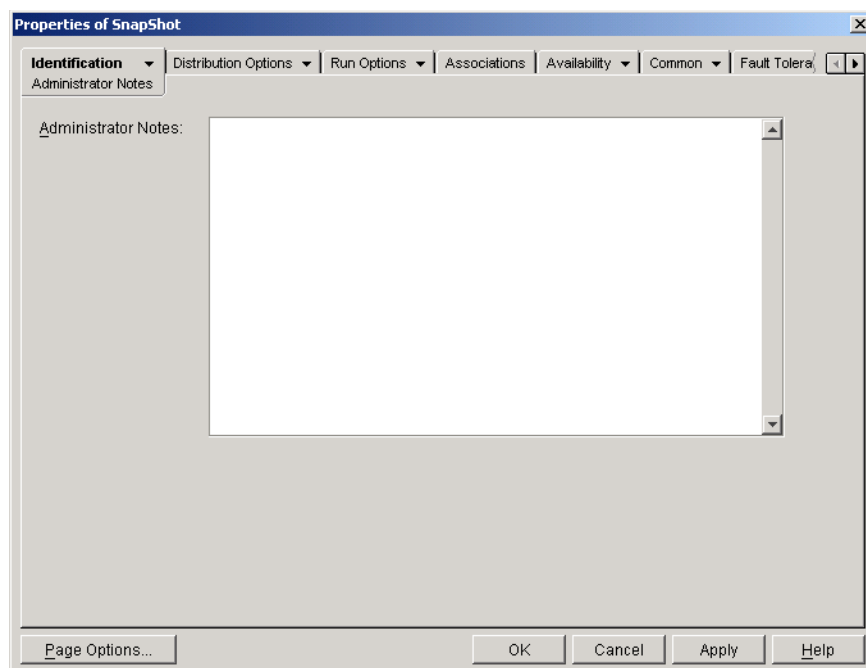 Properties of SnapShot
Identification Distribution Options Run Options Associations Availability Common Fault Tolera
Administrator Notes
Administrator Notes:
Page Options... OK Cancel Apply Help